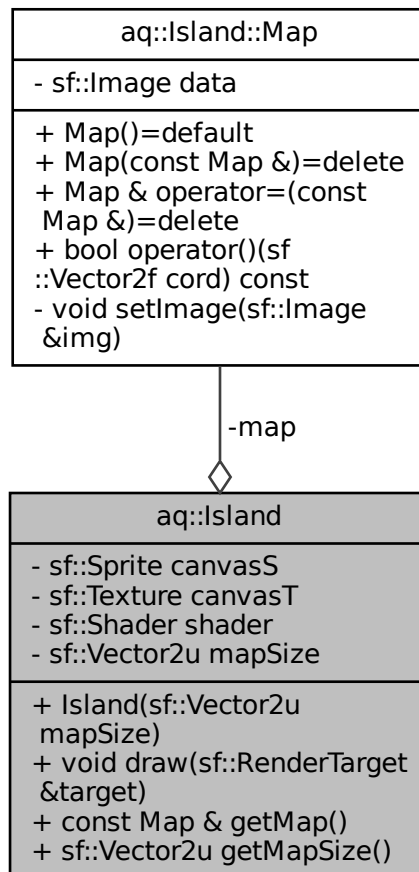 aq::Island::Map
- sf::Image data
+ Map()=default
+ Map(const Map &)=delete
+ Map & operator=(const
Map &)=delete
+ bool operator()(sf
::Vector2f cord) const
- void setImage(sf::Image
&img)
-map
aq::Island
- sf::Sprite canvasS
- sf::Texture canvasT
- sf::Shader shader
- sf::Vector2u mapSize
+ Island(sf::Vector2u
mapSize)
+ void draw(sf::RenderTarget
&target)
+ const Map & getMap()
+ sf::Vector2u getMapSize()